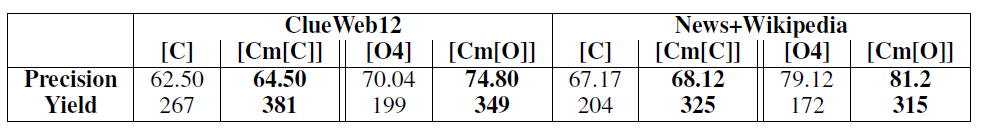 ClueWeb12 News+Wikipedia
[C] [Cm[C]] [O4] [Cm[O]] [C] [Cm[C]] [O4] [Cm[O]]
Precision 62.50 64.50 70.04 74.80 67.17 68.12 79.12 81.2
Yield 267 381 199 349 204 325 172 315